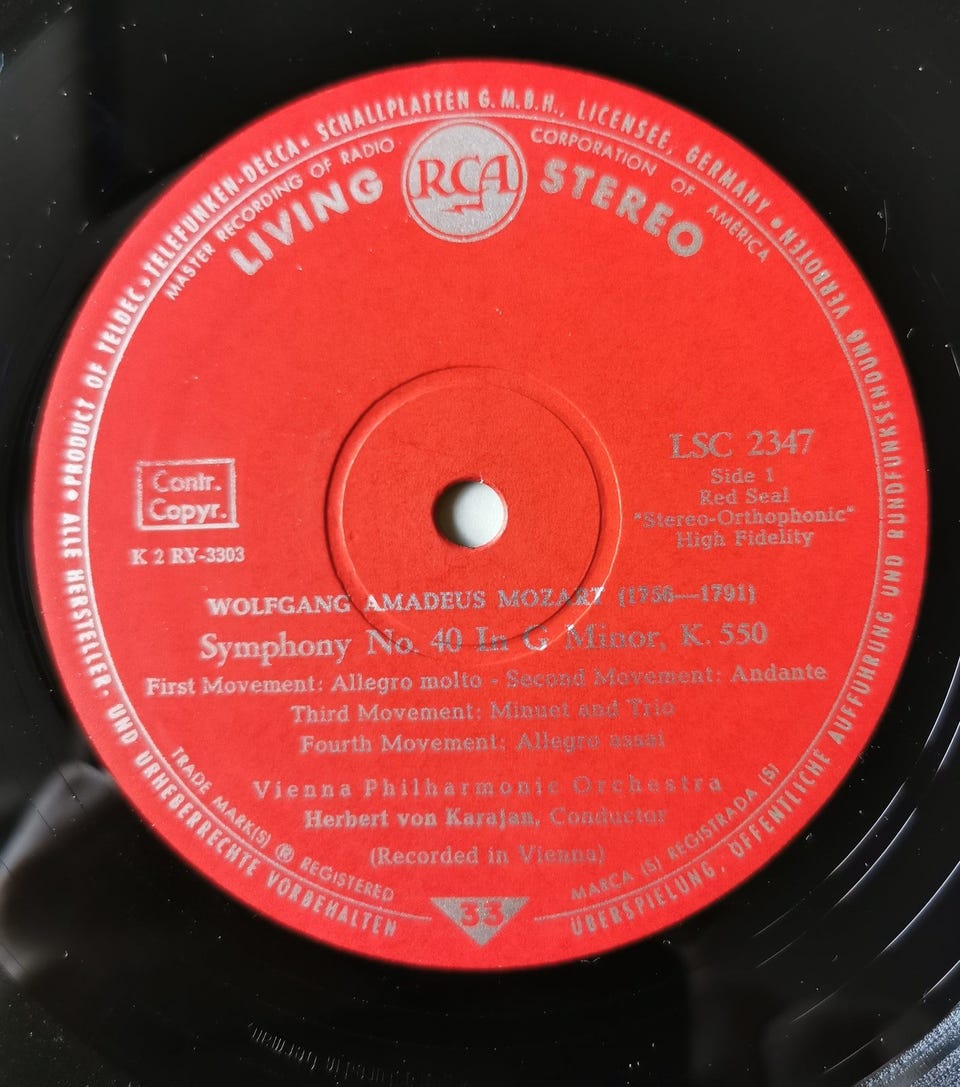 •PRODUCT OF TELDEC•TELEFUNKEN-DECCA• SCHALLPLATTEN G.M.B.H., LICENSEE, GERMANY •
MASTER RECORDING OF RADIO CORPORATION OF AMERICA
LIVING STEREO
RCA
LSC 2347
Side 1
Red Seal
"Stereo-Orthophonic"
High Fidelity
Contr.
Copyr.
K 2 RY-3303
WOLFGANG AMADEUS MOZART (1756—1791)
Symphony No. 40 In G Minor, K. 550
First Movement: Allegro molto - Second Movement: Andante
Third Movement: Minuet and Trio
Fourth Movement: Allegro assai
Vienna Philharmonic Orchestra
Herbert von Karajan, Conductor
(Recorded in Vienna)
TRADE MARK(S) ® REGISTERED
MARCA (S) REGISTRADA (S)
33
ALLE HERSTELLER- UND URHEBERRECHTE VORBEHALTEN
ÜBERSPIELUNG, ÖFFENTLICHE AUFFÜHRUNG UND RUNDFUNKSENDUNG VERBOTEN